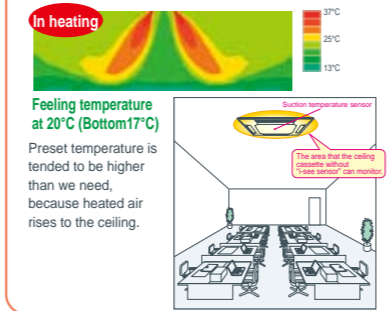 In heating
37°C
25°C
13°C
Feeling temperature
at 20°C (Bottom17°C)
Preset temperature is
tended to be higher
than we need,
because heated air
rises to the ceiling.
Suction temperature sensor
The area that the ceiling
cassette without
"i-see sensor" can monitor.